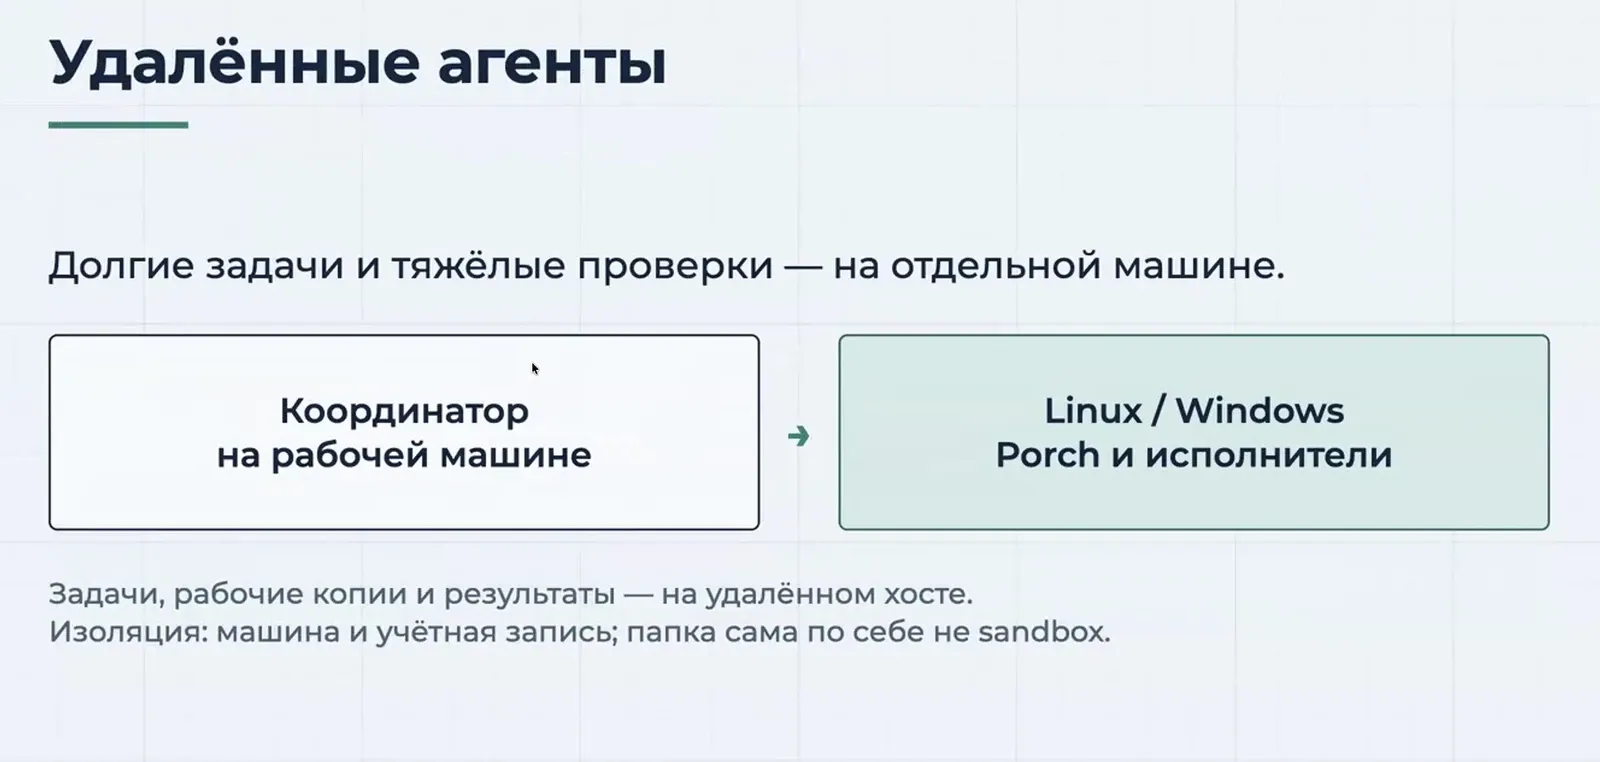 Удалённые агенты
Долгие задачи и тяжёлые проверки — на отдельной машине.
Координатор
на рабочей машине
→
Linux / Windows
Porch и исполнители
Задачи, рабочие копии и результаты — на удалённом хосте.
Изоляция: машина и учётная запись; папка сама по себе не sandbox.